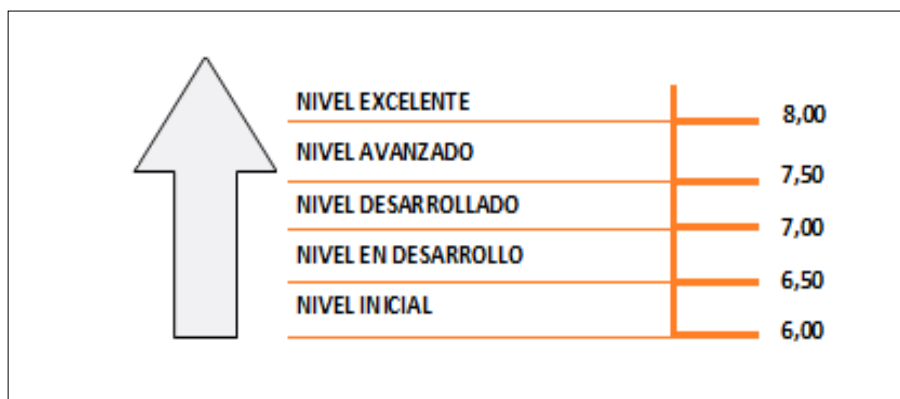 NIVEL EXCELENTE
8,00
NIVEL AVANZADO
7,50
NIVEL DESARROLLADO
7,00
NIVEL EN DESARROLLO
6,50
NIVEL INICIAL
6,00